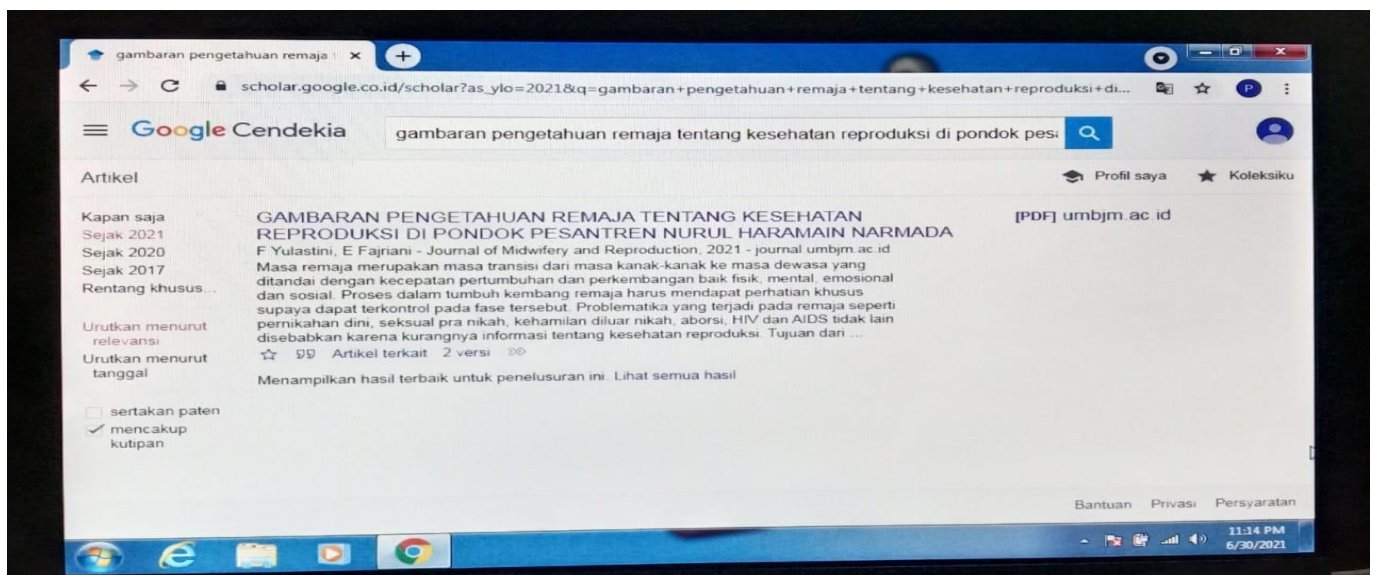 gambaran pengetahuan remaja
scholar.google.co.id/scholar?as_ylo=2021&q=gambaran+pengetahuan+remaja+tentang+kesehatan+reproduksi+di...
P
Google Cendekia
gambaran pengetahuan remaja tentang kesehatan reproduksi di pondok pesa
Artikel
Profil saya
Koleksiku
Kapan saja
Sejak 2021
Sejak 2020
Sejak 2017
Rentang khusus...
Urutkan menurut
relevansi
Urutkan menurut
tanggal
sertakan paten
mencakup
kutipan
GAMBARAN PENGETAHUAN REMAJA TENTANG KESEHATAN
REPRODUKSI DI PONDOK PESANTREN NURUL HARAMAIN NARMADA
F Yulastini, E Fajriani - Journal of Midwifery and Reproduction, 2021 - journal.umbjm.ac.id
Masa remaja merupakan masa transisi dari masa kanak-kanak ke masa dewasa yang
ditandai dengan kecepatan pertumbuhan dan perkembangan baik fisik, mental, emosional
dan sosial. Proses dalam tumbuh kembang remaja harus mendapat perhatian khusus
supaya dapat terkontrol pada fase tersebut. Problematika yang terjadi pada remaja seperti
pernikahan dini, seksual pra nikah, kehamilan diluar nikah, aborsi, HIV dan AIDS tidak lain
disebabkan karena kurangnya informasi tentang kesehatan reproduksi. Tujuan dari ...
Artikel terkait 2 versi
Menampilkan hasil terbaik untuk penelusuran ini. Lihat semua hasil
[PDF] umbjm.ac.id
Bantuan Privasi Persyaratan
11:14 PM
6/30/2021